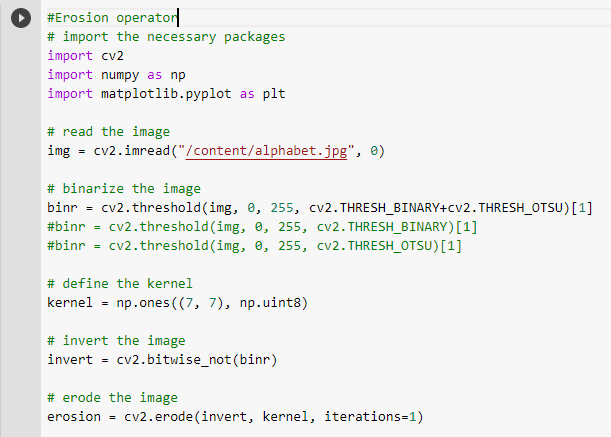 #Erosion operator
# import the necessary packages
import cv2
import numpy as np
import matplotlib.pyplot as plt
# read the image
img = cv2.imread("/content/alphabet.jpg", 0)
# binarize the image
binr = cv2.threshold(img, 0, 255, cv2.THRESH_BINARY+cv2.THRESH_OTSU)[1]
#binr = cv2.threshold(img, 0, 255, cv2.THRESH_BINARY)[1]
#binr = cv2.threshold(img, 0, 255, cv2.THRESH_OTSU)[1]
# define the kernel
kernel = np.ones((7, 7), np.uint8)
# invert the image
invert = cv2.bitwise_not(binr)
# erode the image
erosion = cv2.erode(invert, kernel, iterations=1)